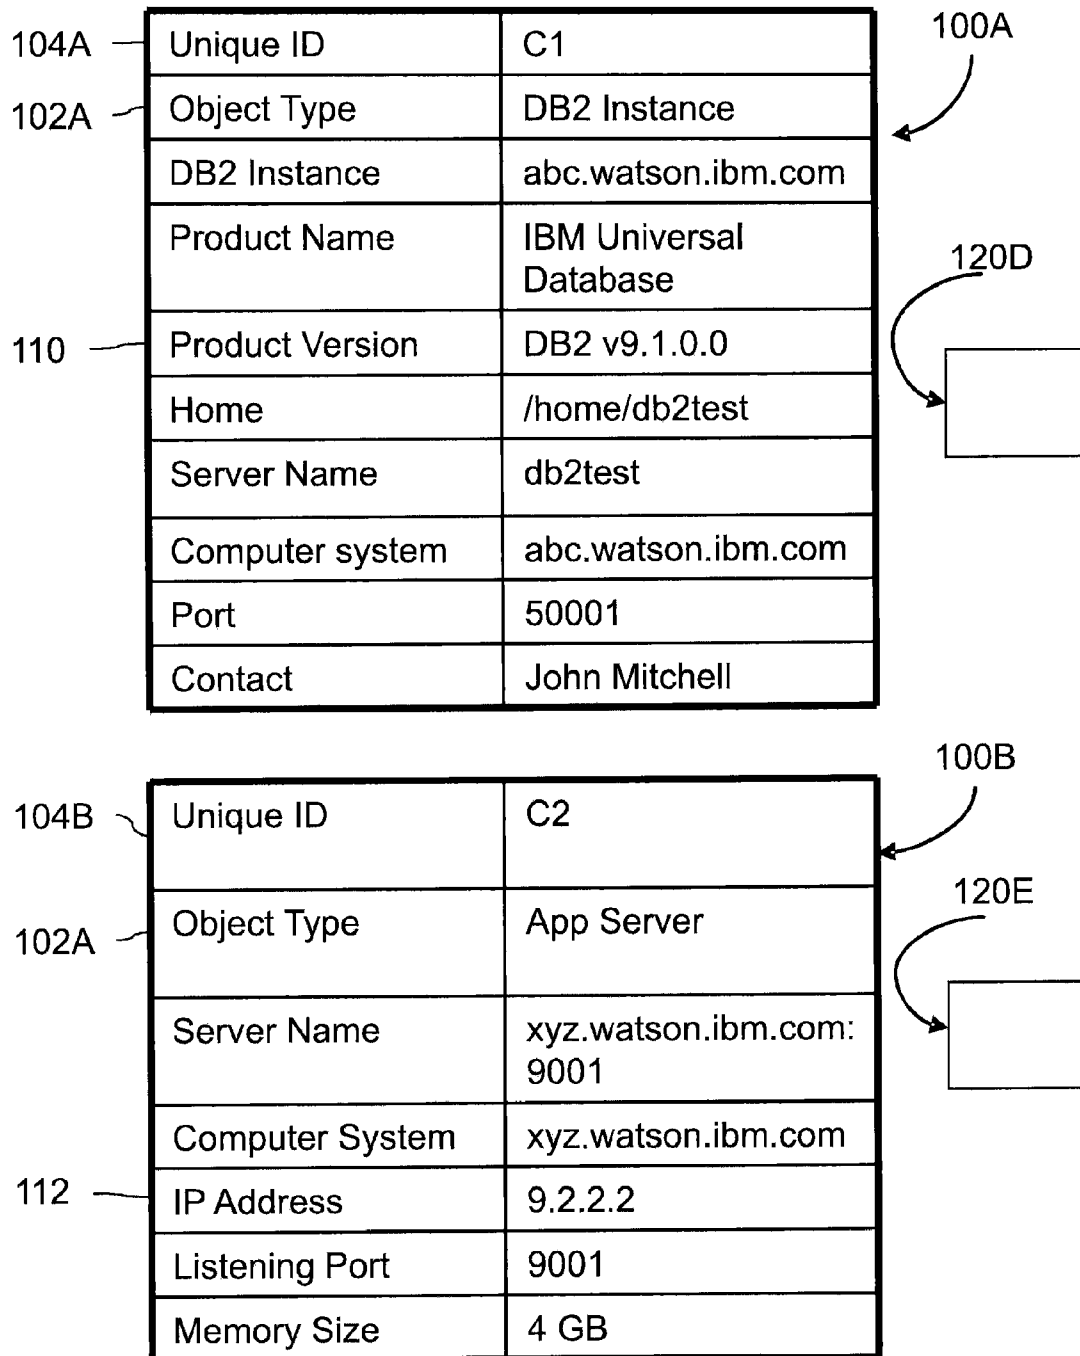 104A Unique ID C1 100A
102A Object Type DB2 Instance
DB2 Instance abc.watson.ibm.com
Product Name IBM Universal
Database
120D
110 Product Version DB2 v9.1.0.0
Home /home/db2test
Server Name db2test
Computer system abc.watson.ibm.com
Port 50001
Contact John Mitchell
100B
104B Unique ID C2
120E
102A Object Type App Server
Server Name xyz.watson.ibm.com:
9001
Computer System xyz.watson.ibm.com
112 IP Address 9.2.2.2
Listening Port 9001
Memory Size 4 GB